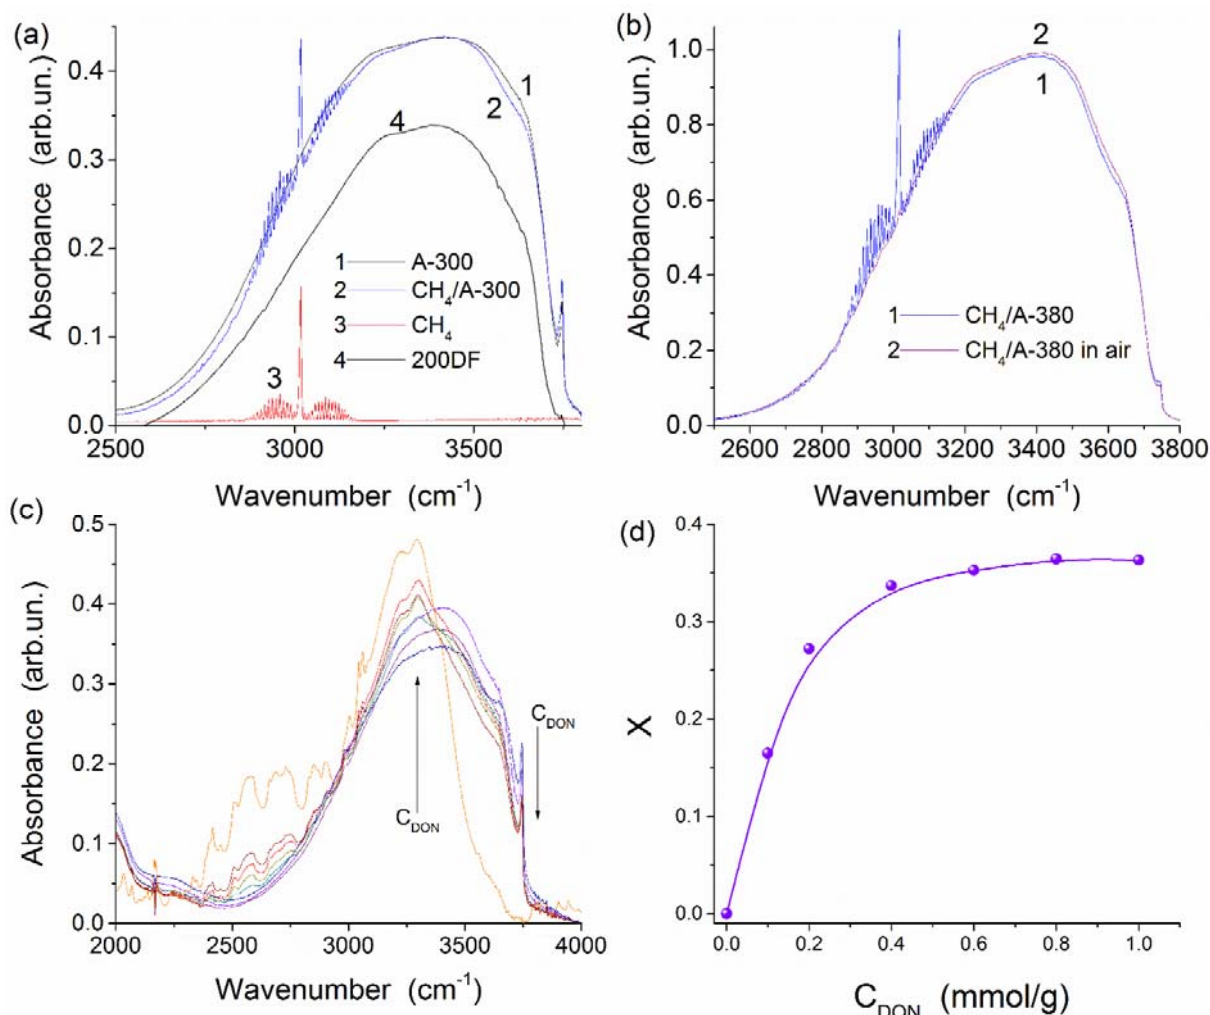 (a)
Absorbance (arb.un.)
0.4
0.3
0.2
0.1
0.0
1
2
4
1 A-300
2 CH₄/A-300
3 CH₄
4 200DF
3
2500 3000 3500
Wavenumber (cm⁻¹)
(b)
Absorbance (arb.un.)
1.0
0.8
0.6
0.4
0.2
0.0
2
1
1 CH₄/A-380
2 CH₄/A-380 in air
2600 2800 3000 3200 3400 3600 3800
Wavenumber (cm⁻¹)
(c)
Absorbance (arb.un.)
0.5
0.4
0.3
0.2
0.1
0.0
C_DON
C_DON
2000 2500 3000 3500 4000
Wavenumber (cm⁻¹)
(d)
X
0.4
0.3
0.2
0.1
0.0
0.0 0.2 0.4 0.6 0.8 1.0
C_DON (mmol/g)